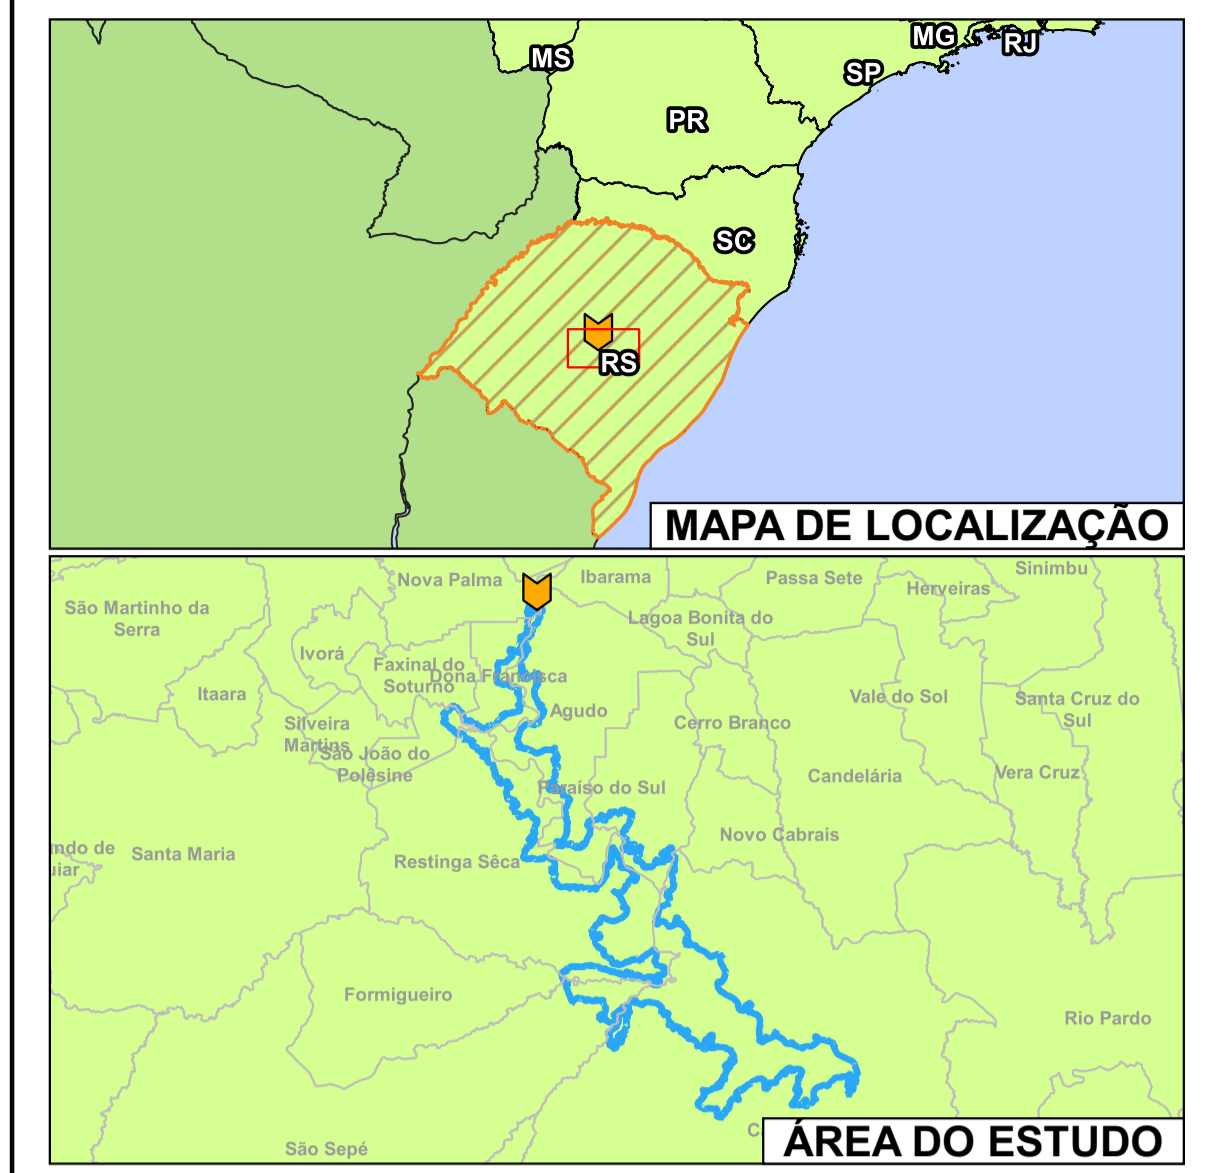 MS
MG
RJ
SP
PR
SC
RS
MAPA DE LOCALIZAÇÃO
Nova Palma
Ibarama
Passa Sete
Herveiras
Sinimbu
São Martinho da
Serra
Lagoa Bonita do
Sul
Ivorá
Faxinal do
Soturno
Dona Francisca
Itaara
Agudo
Vale do Sol
Santa Cruz do
Sul
Silveira
Martins
Cerro Branco
São João do
Polêsine
Candelária
Vera Cruz
Paraíso do Sul
Novo Cabrais
ndo de
uiar
Santa Maria
Restinga Sêca
Formigueiro
Rio Pardo
São Sepé
C
ÁREA DO ESTUDO